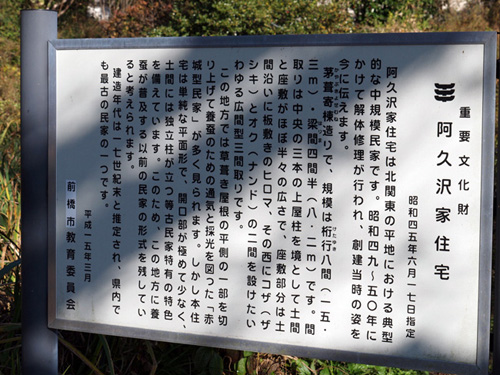 重要文化財
阿久沢家住宅
昭和四五年六月一七日指定
阿久沢家住宅は北関東の平地における典型
的な中規模民家です。昭和四九～五〇年に
かけて解体修理が行われ、創建当時の姿を
今に伝えます。
茅葺寄棟造りで、規模は桁行八間（一五・
三ｍ）・梁間四間半（八・二ｍ）です。間
取りは中央の三本の上屋柱を境として土間
と座敷がほぼ半々の広さで、座敷部分は土
間沿いに板敷きのヒロマ、その西にコザ（ザ
シキ）とオク（ナンド）の二間を設けたい
わゆる広間型三間取りです。
この地方では草葺き屋根の平側の一部を切
り上げて養蚕のための通気と採光を図った「赤
城型民家」が多く見られます。しかし本住
宅は単純な平面形で、開口部が極めて少なく、
土間には独立柱が立つ等古民家特有の特色
を備えています。このため、この地方に養
蚕が普及する以前の民家の形式を残してい
ると考えられます。
建造年代は一七世紀末と推定され、県内で
も最古の民家の一つです。
平成一五年三月
前橋市教育委員会